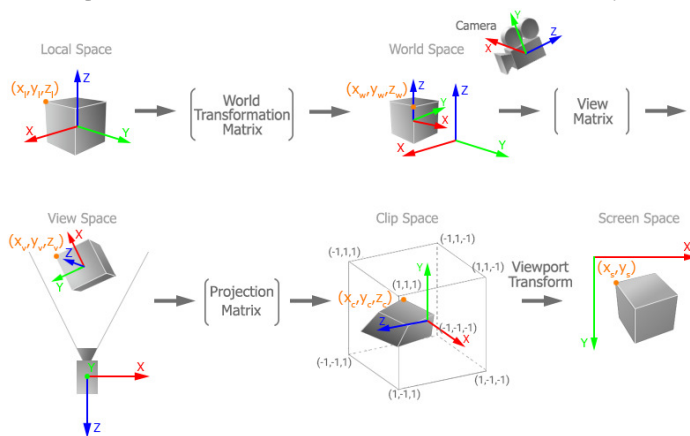 Camera
Local Space
World Space
Z
(x_l,y_l,z_l)
X
Y
World
Transformation
Matrix
X
Y
Z
(x_w,y_w,z_w)
Z
Y
X
Z
X
Y
View
Matrix
View Space
Clip Space
Screen Space
(x_v,y_v,z_v)
X
Z
Y
Y
X
Z
Projection
Matrix
(-1,1,1)
(-1,1,-1)
(1,1,-1)
(1,1,1)
(x_c,y_c,z_c)
Y
Z
X
(-1,-1,-1)
(-1,-1,1)
(1,-1,1)
(1,-1,-1)
Viewport
Transform
X
(x_s,y_s)
Y